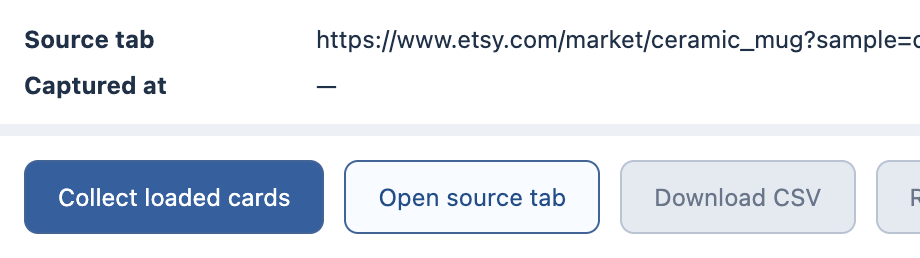 Source tab https://www.etsy.com/market/ceramic_mug?sample=
Captured at —
Collect loaded cards Open source tab Download CSV